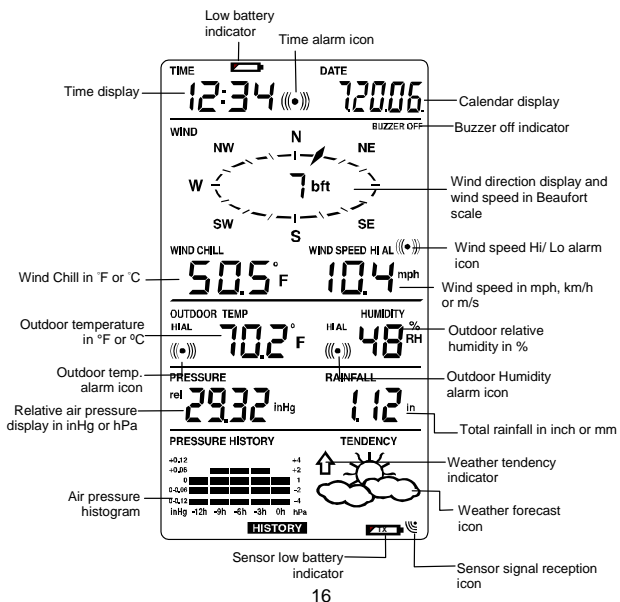 Low battery
indicator
Time alarm icon
TIME
DATE
Time display
12:34
7.20.06.
Calendar display
BUZZER OFF
Buzzer off indicator
WIND
N
NW
NE
W
7 bft
E
Wind direction display and
wind speed in Beaufort
scale
SW
SE
S
WIND CHILL
WIND SPEED HI AL
Wind speed Hi/ Lo alarm
icon
Wind Chill in °F or °C
50.5°F
10.4 mph
Wind speed in mph, km/h
or m/s
OUTDOOR TEMP
HUMIDITY
Outdoor temperature
in °F or ºC
HI AL
70.2°F
HI AL
48 % RH
Outdoor relative
humidity in %
Outdoor temp.
alarm icon
Outdoor Humidity
alarm icon
PRESSURE
RAINFALL
Relative air pressure
display in inHg or hPa
rel 29.32 inHg
1.12 in
Total rainfall in inch or mm
PRESSURE HISTORY
TENDENCY
+0.12 +4
+0.06 +2
0 1
0-0.06 -2
0-0.12 -4
inHg -12h -9h -6h -3h 0h hPa
Weather tendency
indicator
Air pressure
histogram
Weather forecast
icon
HISTORY
TX
Sensor low battery
indicator
Sensor signal reception
icon
16